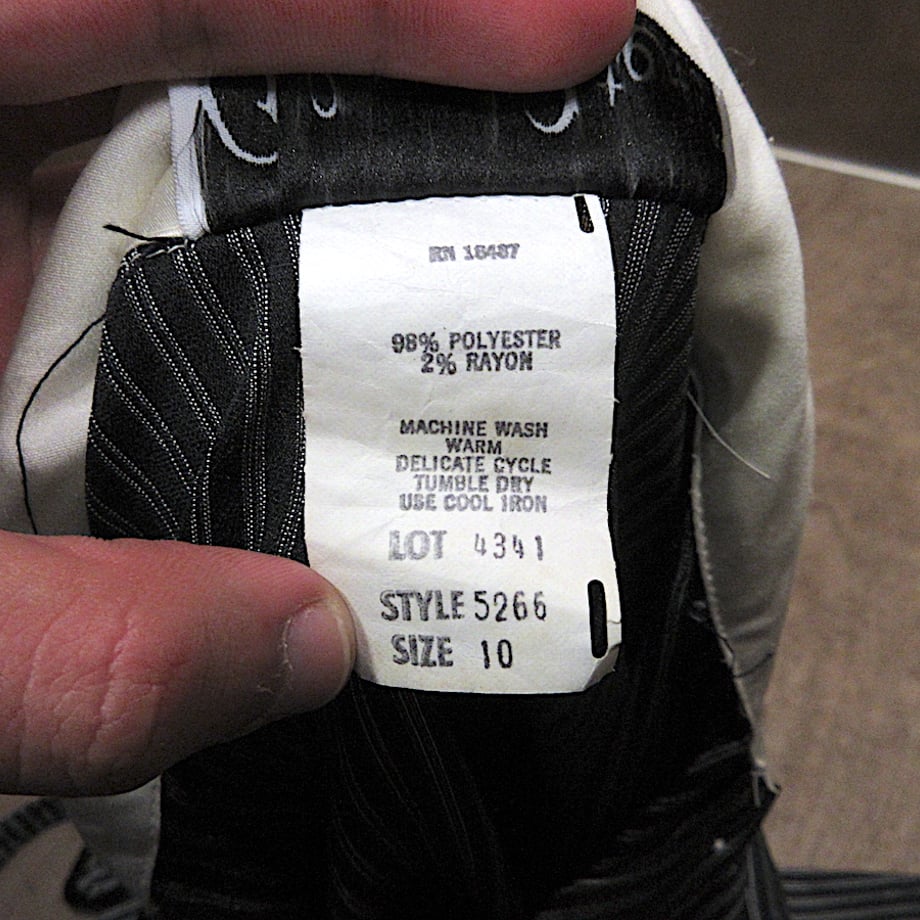 RN 16487
98% POLYESTER
2% RAYON
MACHINE WASH
WARM
DELICATE CYCLE
TUMBLE DRY
USE COOL IRON
LOT 4341
STYLE 5266
SIZE 10